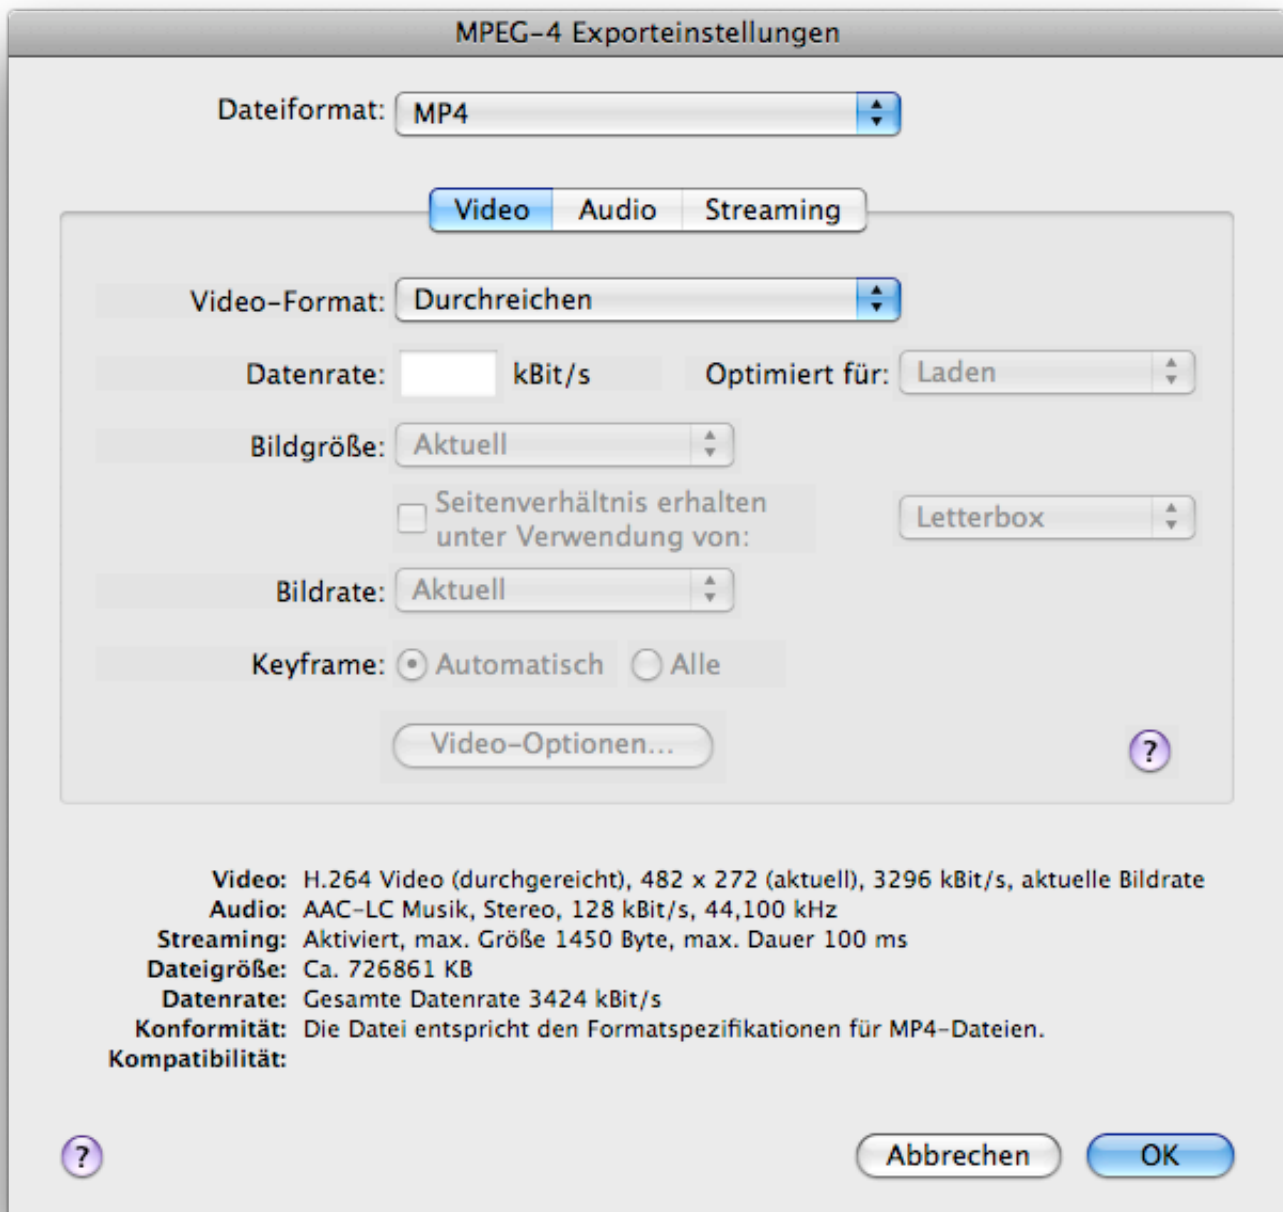 MPEG-4 Exporteinstellungen
Dateiformat: MP4
Video Audio Streaming
Video-Format: Durchreichen
Datenrate: kBit/s Optimiert für: Laden
Bildgröße: Aktuell
Seitenverhältnis erhalten
unter Verwendung von: Letterbox
Bildrate: Aktuell
Keyframe: Automatisch Alle
Video-Optionen...
?
Video: H.264 Video (durchgereicht), 482 x 272 (aktuell), 3296 kBit/s, aktuelle Bildrate
Audio: AAC-LC Musik, Stereo, 128 kBit/s, 44,100 kHz
Streaming: Aktiviert, max. Größe 1450 Byte, max. Dauer 100 ms
Dateigröße: Ca. 726861 KB
Datenrate: Gesamte Datenrate 3424 kBit/s
Konformität: Die Datei entspricht den Formatspezifikationen für MP4-Dateien.
Kompatibilität:
? Abbrechen OK